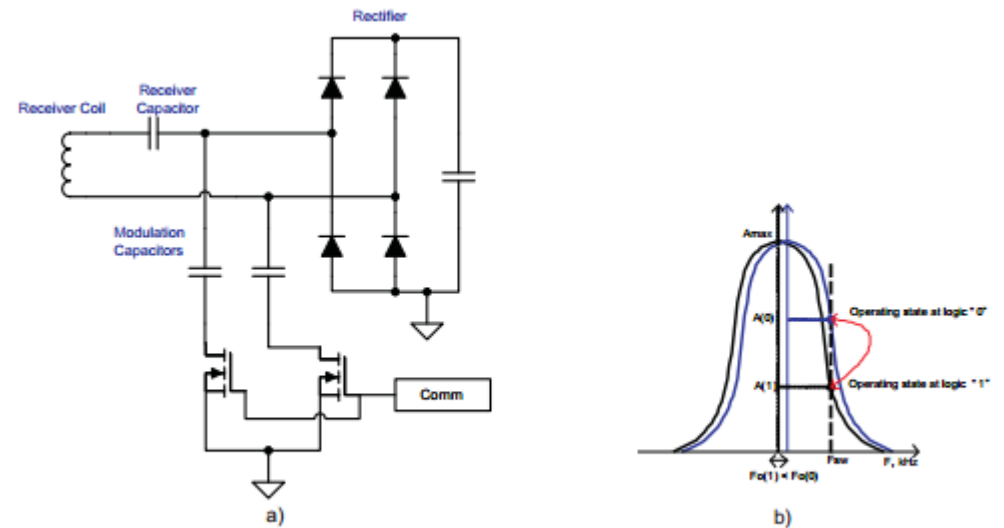 Rectifier
Receiver
Capacitor
Receiver Coil
Modulation
Capacitors
Comm
a)
Amax
A(0)
Operating state at logic "0"
A(1)
Operating state at logic "1"
Fsw
F, kHz
Fo(1) < Fo(0)
b)